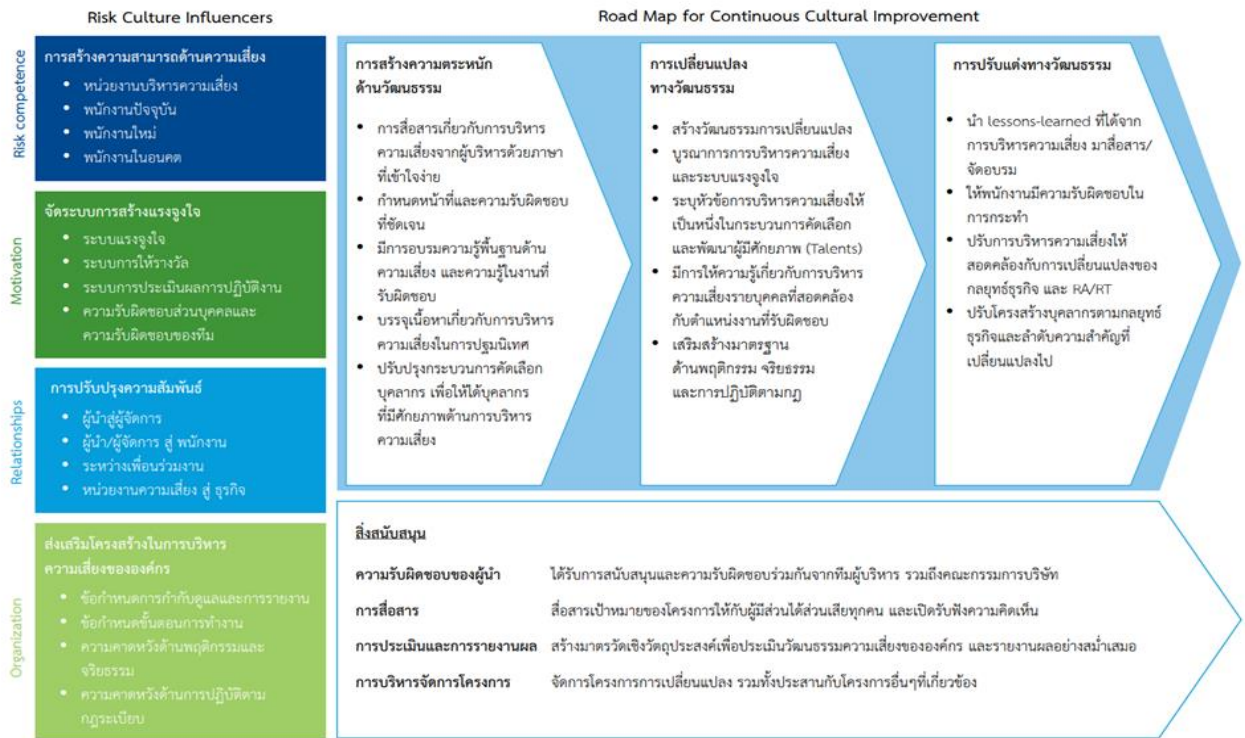 Risk Culture Influencers
Risk competence
การสร้างความสามารถด้านความเสี่ยง
• หน่วยงานบริหารความเสี่ยง
• พนักงานปัจจุบัน
• พนักงานใหม่
• พนักงานในอนคต
Motivation
จัดระบบการสร้างแรงจูงใจ
• ระบบแรงจูงใจ
• ระบบการให้รางวัล
• ระบบการประเมินผลการปฏิบัติงาน
• ความรับผิดชอบส่วนบุคคลและ
ความรับผิดชอบของทีม
Relationships
การปรับปรุงความสัมพันธ์
• ผู้นำสู่ผู้จัดการ
• ผู้นำ/ผู้จัดการ สู่ พนักงาน
• ระหว่างเพื่อนร่วมงาน
• หน่วยงานความเสี่ยง สู่ ธุรกิจ
Organization
ส่งเสริมโครงสร้างในการบริหาร
ความเสี่ยงขององค์กร
• ข้อกำหนดการกำกับดูแลและการรายงาน
• ข้อกำหนดขั้นตอนการทำงาน
• ความคาดหวังด้านพฤติกรรมและ
จริยธรรม
• ความคาดหวังด้านการปฏิบัติตาม
กฎระเบียบ
Road Map for Continuous Cultural Improvement
การสร้างความตระหนัก
ด้านวัฒนธรรม
• การสื่อสารเกี่ยวกับการบริหาร
ความเสี่ยงจากผู้บริหารด้วยภาษา
ที่เข้าใจง่าย
• กำหนดหน้าที่และความรับผิดชอบ
ที่ชัดเจน
• มีการอบรมความรู้พื้นฐานด้าน
ความเสี่ยง และความรู้ในงานที่
รับผิดชอบ
• บรรจุเนื้อหาเกี่ยวกับการบริหาร
ความเสี่ยงในการปฐมนิเทศ
• ปรับปรุงกระบวนการคัดเลือก
บุคลากร เพื่อให้ได้บุคลากร
ที่มีศักยภาพด้านการบริหาร
ความเสี่ยง
การเปลี่ยนแปลง
ทางวัฒนธรรม
• สร้างวัฒนธรรมการเปลี่ยนแปลง
• บูรณาการการบริหารความเสี่ยง
และระบบแรงจูงใจ
• ระบุหัวข้อการบริหารความเสี่ยงให้
เป็นหนึ่งในกระบวนการคัดเลือก
และพัฒนาผู้มีศักยภาพ (Talents)
• มีการให้ความรู้เกี่ยวกับการบริหาร
ความเสี่ยงรายบุคคลที่สอดคล้อง
กับตำแหน่งงานที่รับผิดชอบ
• เสริมสร้างมาตรฐาน
ด้านพฤติกรรม จริยธรรม
และการปฏิบัติตามกฎ
การปรับแต่งทางวัฒนธรรม
• นำ lessons-learned ที่ได้จาก
การบริหารความเสี่ยง มาสื่อสาร/
จัดอบรม
• ให้พนักงานมีความรับผิดชอบใน
การกระทำ
• ปรับการบริหารความเสี่ยงให้
สอดคล้องกับการเปลี่ยนแปลงของ
กลยุทธ์ธุรกิจ และ RA/RT
• ปรับโครงสร้างบุคลากรตามกลยุทธ์
ธุรกิจและลำดับความสำคัญที่
เปลี่ยนแปลงไป
สิ่งสนับสนุน
ความรับผิดชอบของผู้นำ ได้รับการสนับสนุนและความรับผิดชอบร่วมกันจากทีมผู้บริหาร รวมถึงคณะกรรมการบริษัท
การสื่อสาร สื่อสารเป้าหมายของโครงการให้กับผู้มีส่วนได้ส่วนเสียทุกคน และเปิดรับฟังความคิดเห็น
การประเมินและการรายงานผล สร้างมาตรวัดเชิงวัตถุประสงค์เพื่อประเมินวัฒนธรรมความเสี่ยงขององค์กร และรายงานผลอย่างสม่ำเสมอ
การบริหารจัดการโครงการ จัดการโครงการการเปลี่ยนแปลง รวมทั้งประสานกับโครงการอื่นๆที่เกี่ยวข้อง